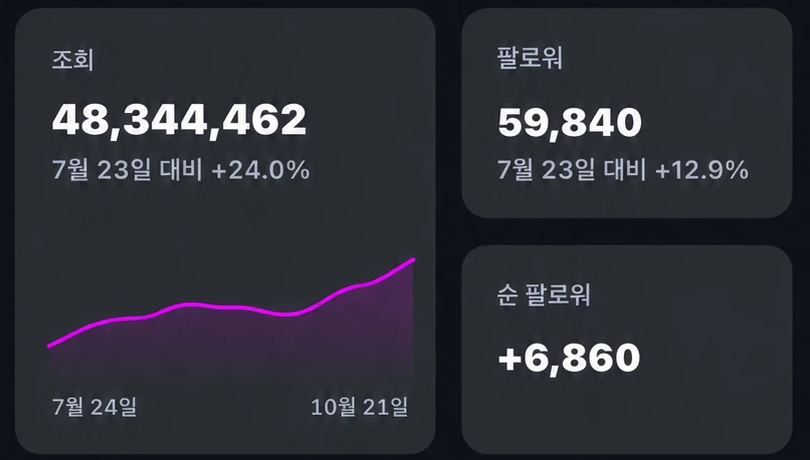 조회
48,344,462
7월 23일 대비 +24.0%
7월 24일
10월 21일
팔로워
59,840
7월 23일 대비 +12.9%
순 팔로워
+6,860